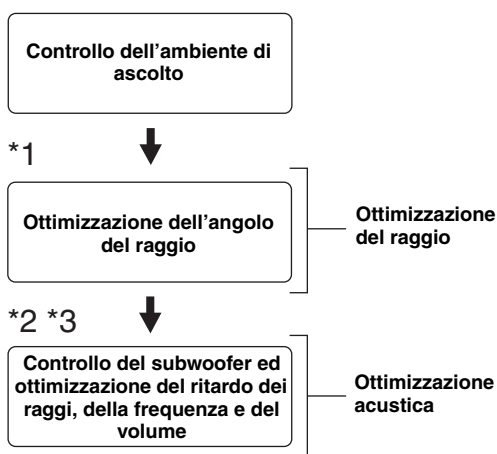 Controllo dell'ambiente di
ascolto
*1
Ottimizzazione dell'angolo
del raggio
Ottimizzazione
del raggio
*2 *3
Controllo del subwoofer ed
ottimizzazione del ritardo dei
raggi, della frequenza e del
volume
Ottimizzazione
acustica